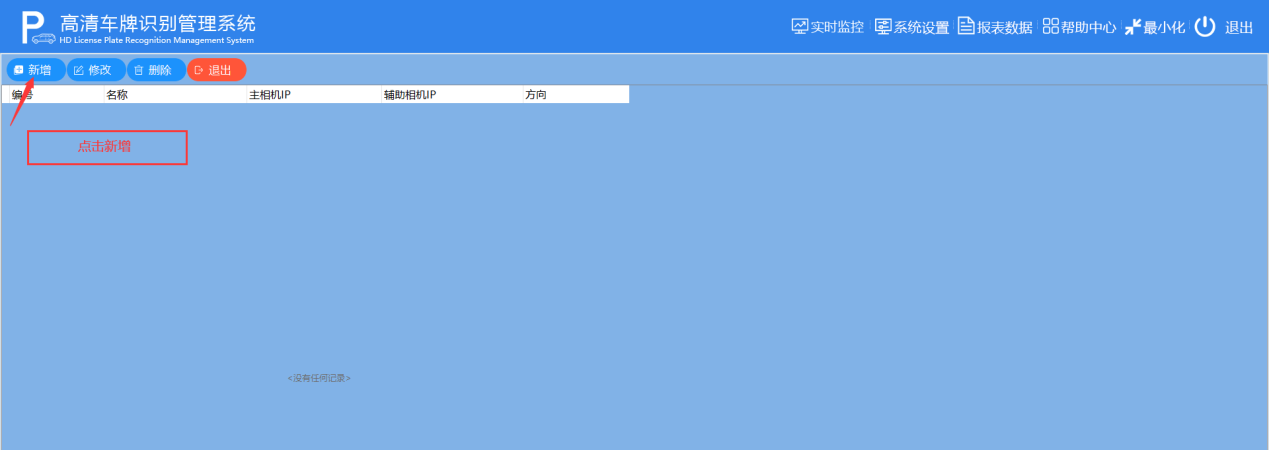 P 高清车牌识别管理系统
HD License Plate Recognition Management System
实时监控 系统设置 报表数据 帮助中心 最小化 退出
新增 修改 删除 退出
编号 名称 主相机IP 辅助相机IP 方向
点击新增
<没有任何记录>